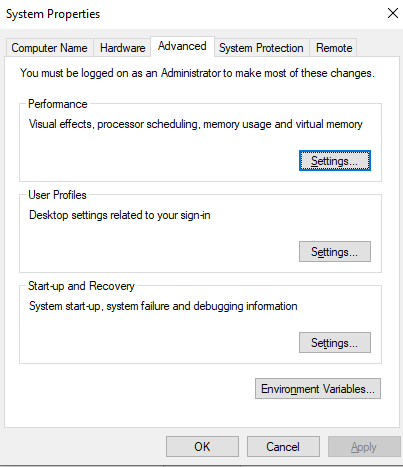 System Properties
Computer Name Hardware Advanced System Protection Remote
You must be logged on as an Administrator to make most of these changes.
Performance
Visual effects, processor scheduling, memory usage and virtual memory
Settings...
User Profiles
Desktop settings related to your sign-in
Settings...
Start-up and Recovery
System start-up, system failure and debugging information
Settings...
Environment Variables...
OK Cancel Apply